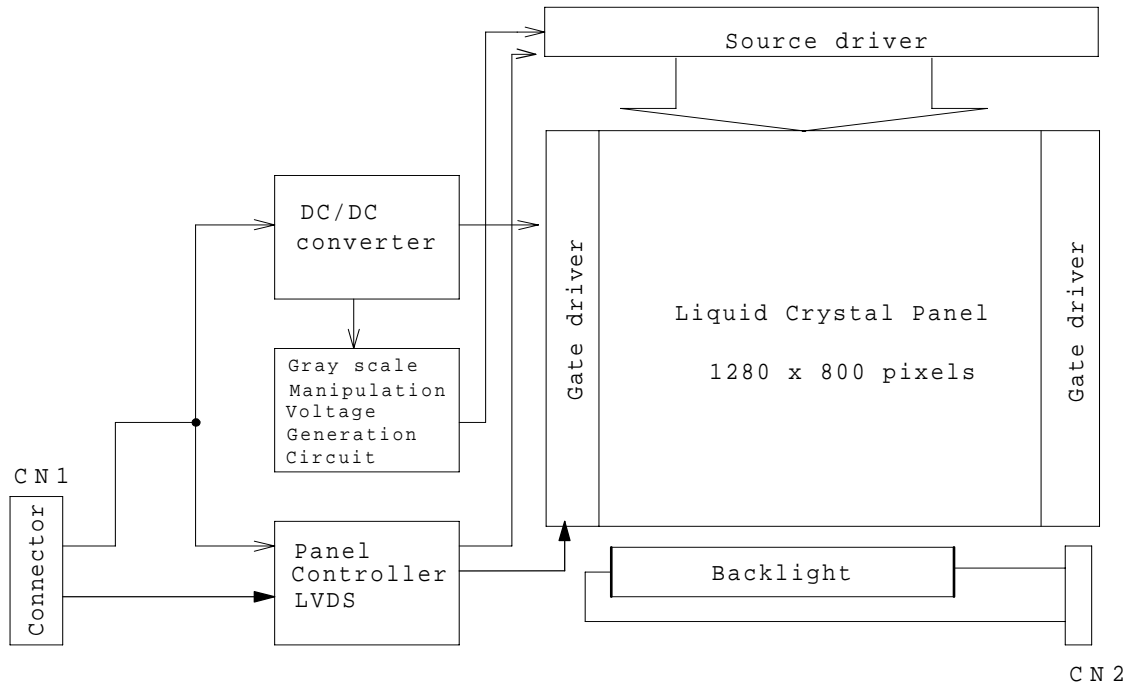 Source driver
DC/DC
converter
Gate driver
Liquid Crystal Panel
1280 x 800 pixels
Gate driver
Gray scale
Manipulation
Voltage
Generation
Circuit
CN1
Connector
Panel
Controller
LVDS
Backlight
CN2